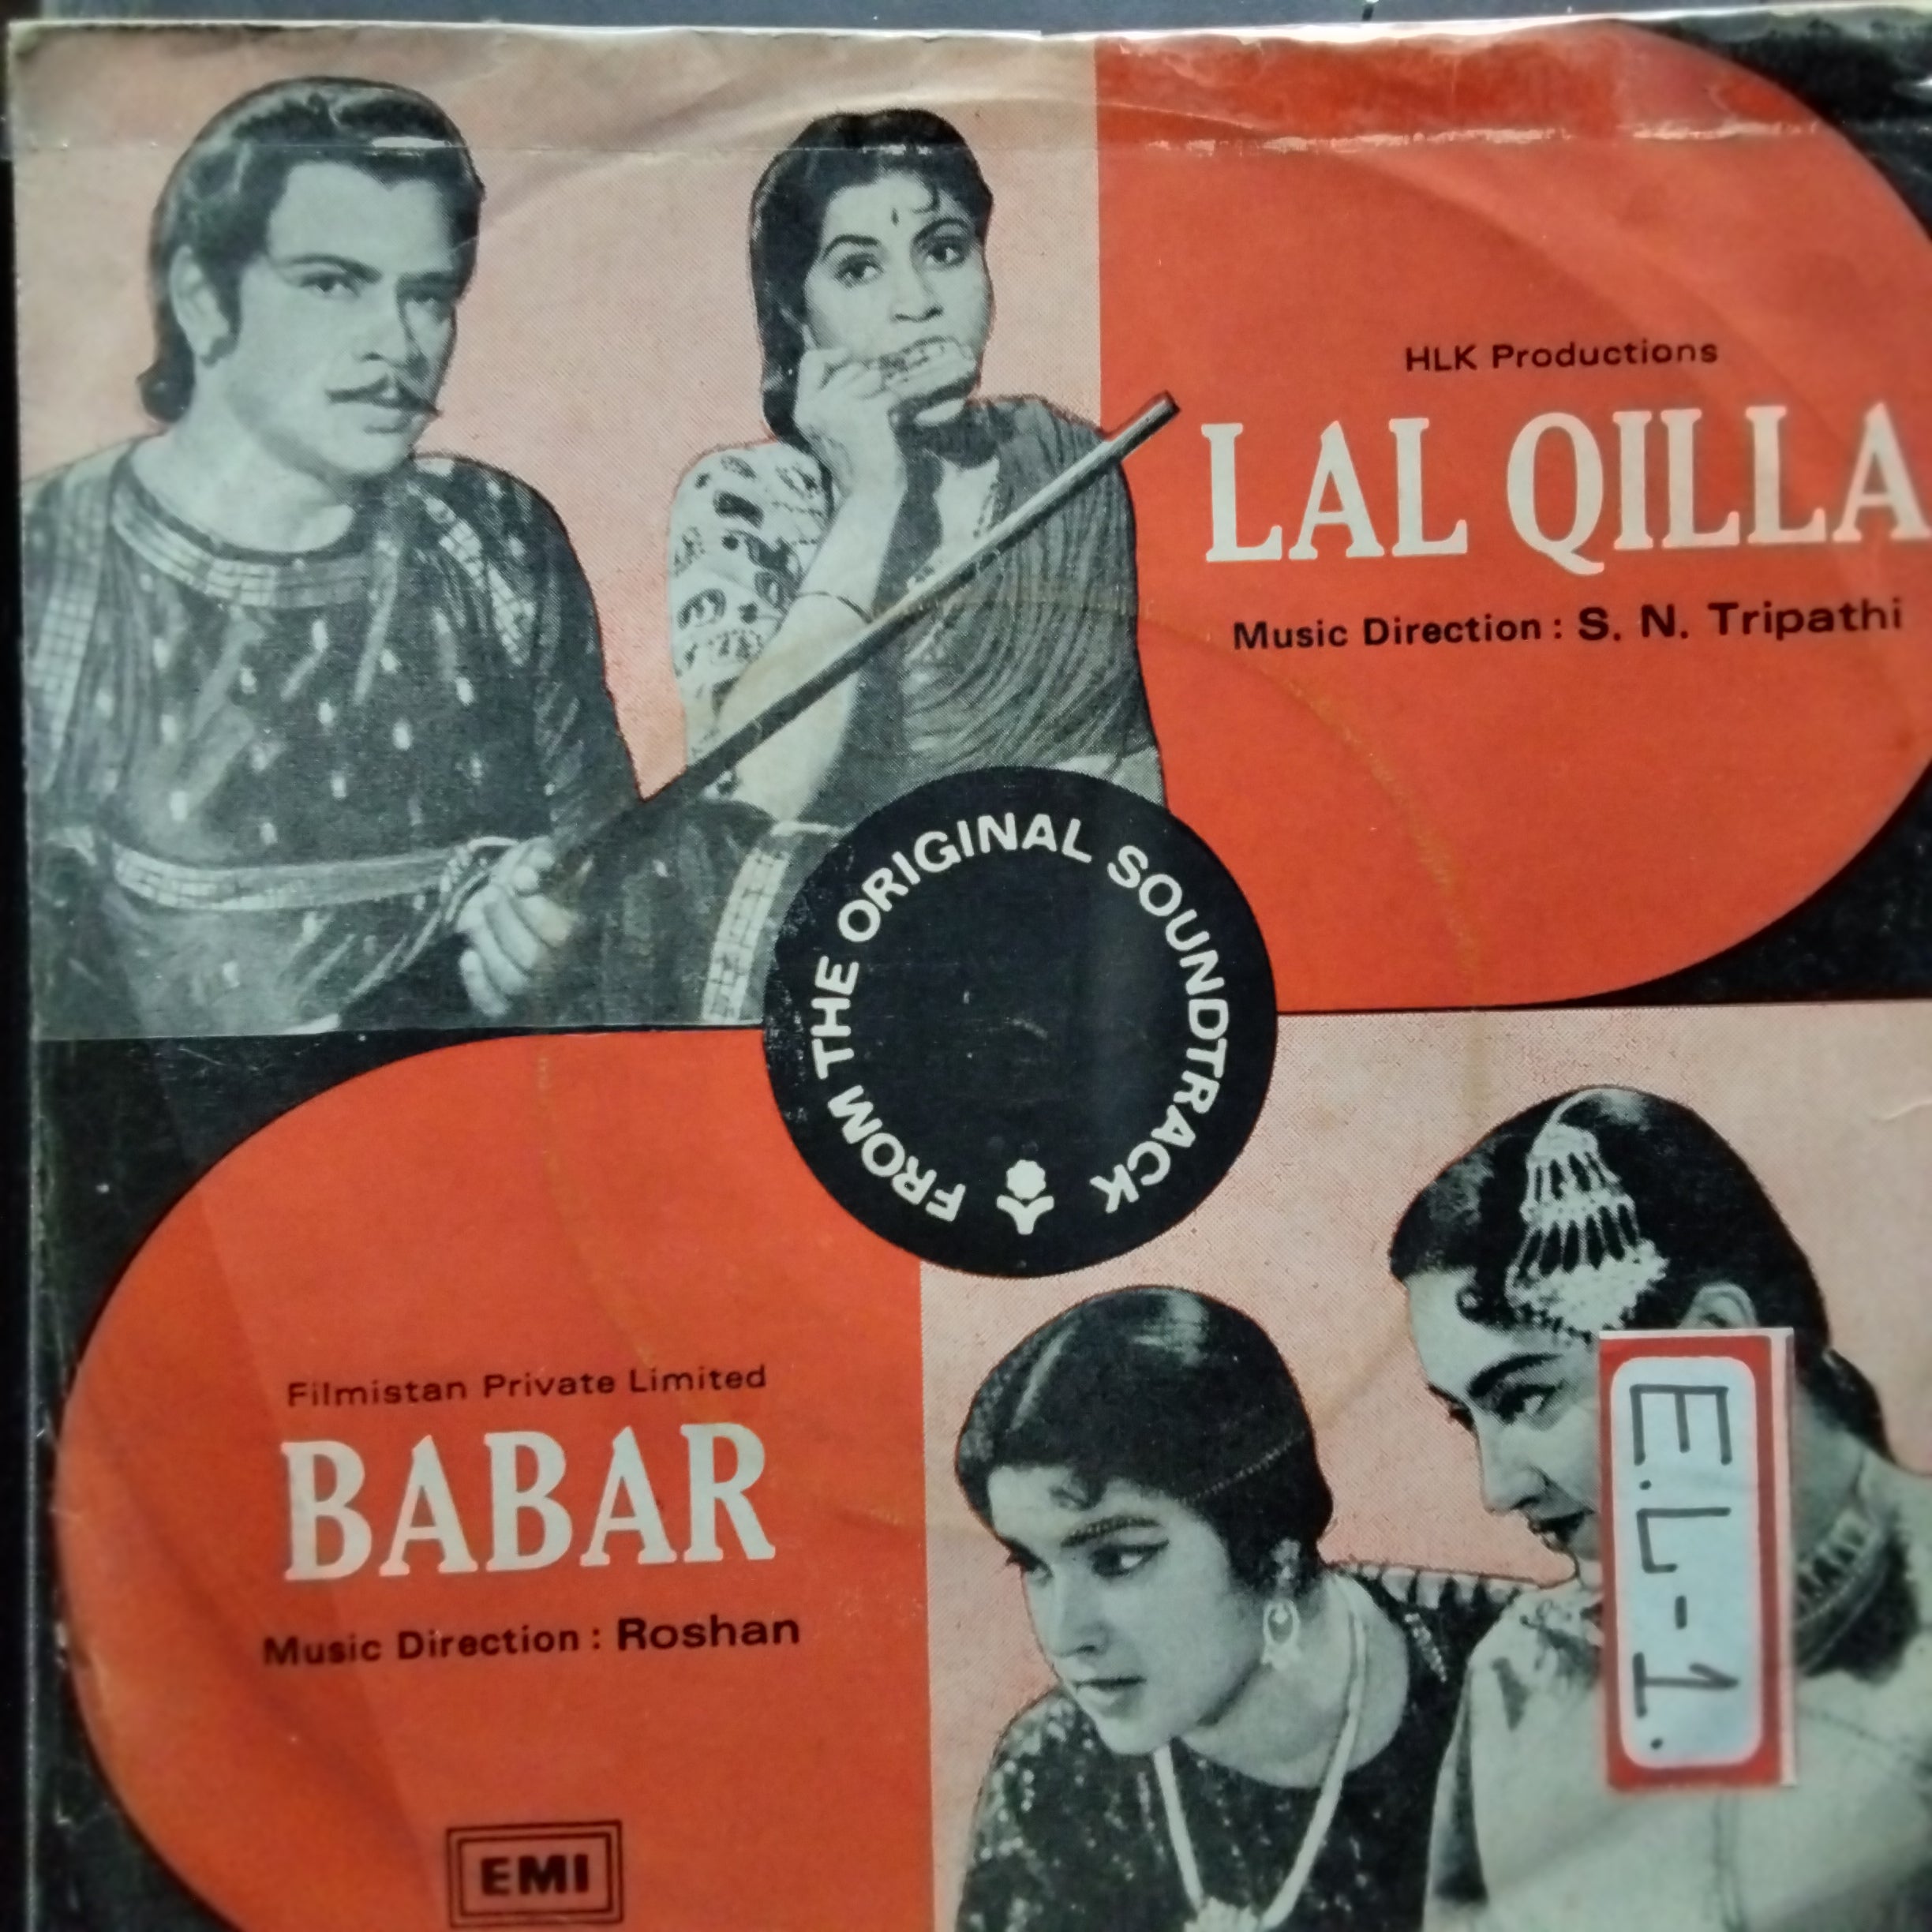 HLK Productions
LAL QILLA
Music Direction : S. N. Tripathi
FROM THE ORIGINAL SOUNDTRACK
Filmistan Private Limited
BABAR
Music Direction : Roshan
EMI
E.L-1.